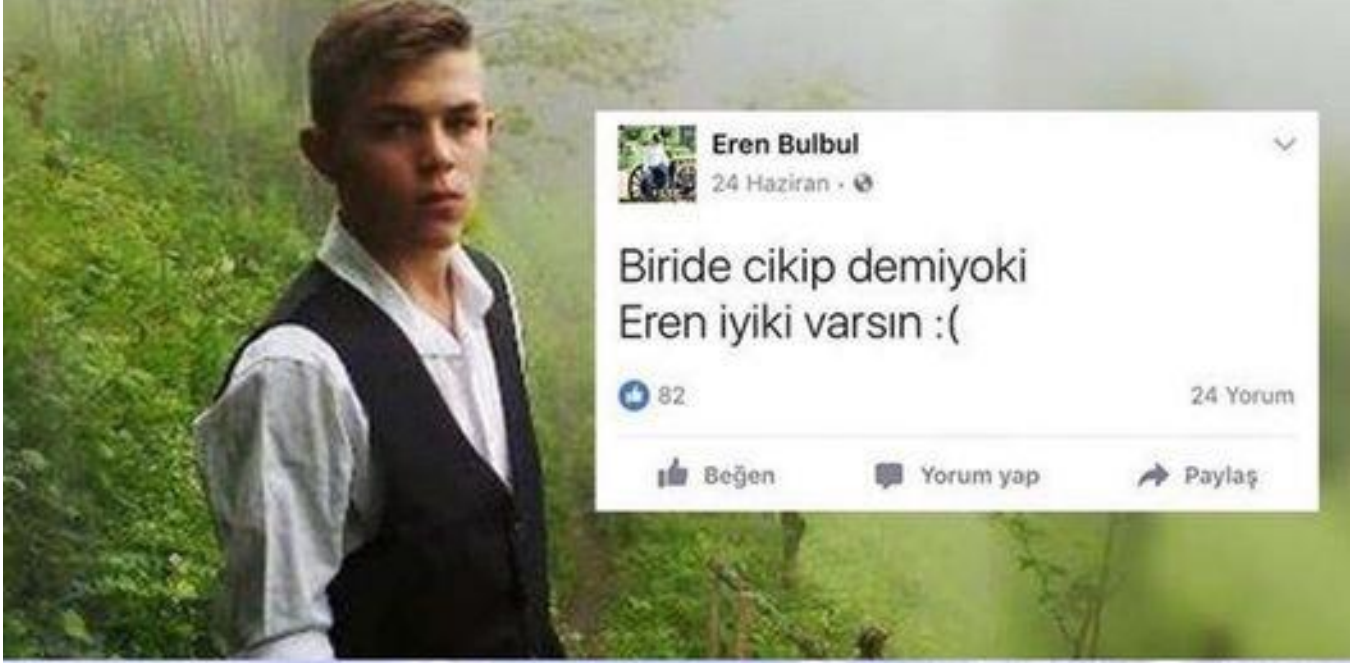 Eren Bulbul
24 Haziran
Biride cikip demiyoki
Eren iyiki varsın :(
82
24 Yorum
Beğen
Yorum yap
Paylaş